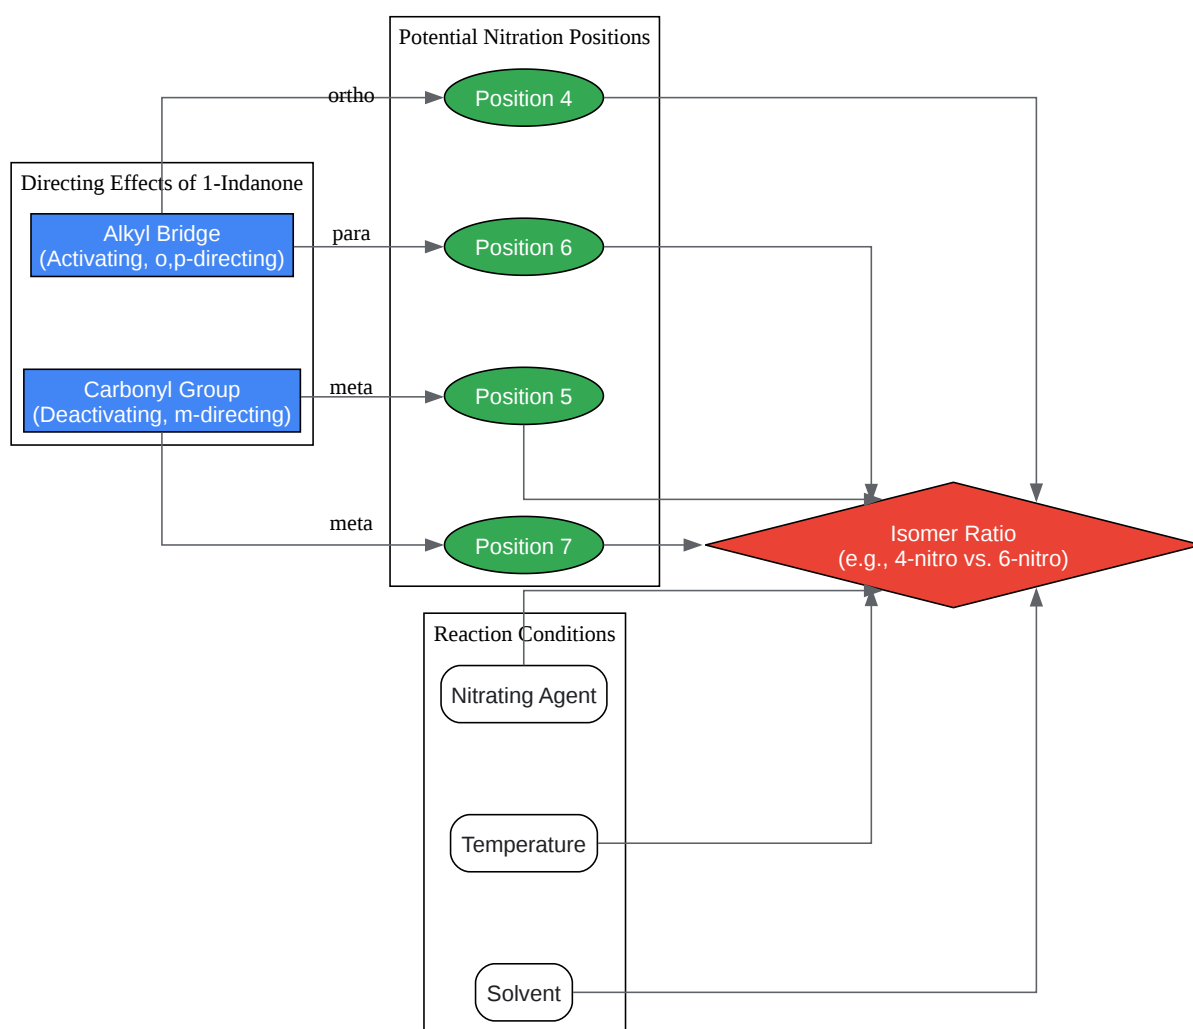 Potential Nitration Positions
ortho
Position 4
Directing Effects of 1-Indanone
Alkyl Bridge
(Activating, o,p-directing)
para
Position 6
Carbonyl Group
(Deactivating, m-directing)
meta
Position 5
meta
Position 7
Isomer Ratio
(e.g., 4-nitro vs. 6-nitro)
Reaction Conditions
Nitrating Agent
Temperature
Solvent